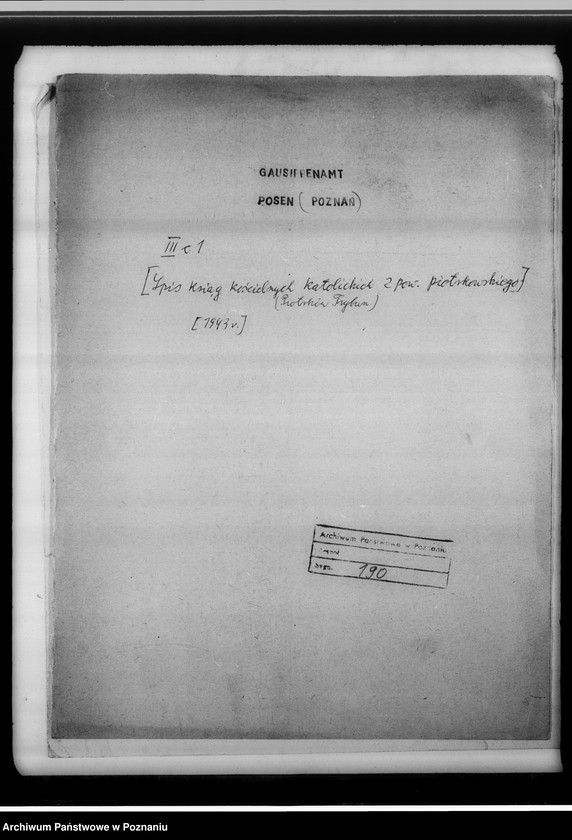 GAUSIPPENAMT
POSEN (POZNAŃ)
III c 1
[Spis ksiąg kościelnych katolickich z pow. piotrkowskiego]
(Piotrków Trybun.)
[1943 r.]
Archiwum Państwowe w Poznaniu
Zespół
Sygn. 190
Archiwum Państwowe w Poznaniu